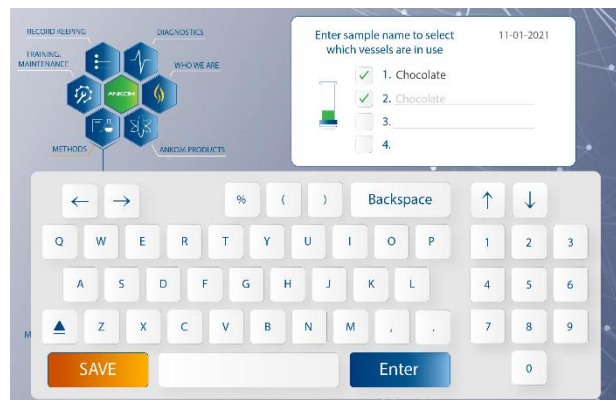 RECORD KEEPING
DIAGNOSTICS
TRAINING,
MAINTENANCE
WHO WE ARE
ANKOM
METHODS
ANKOM PRODUCTS
Enter sample name to select
which vessels are in use
11-01-2021
1. Chocolate
2. Chocolate
3.
4.
← → % ( ) Backspace ↑ ↓
Q W E R T Y U I O P 1 2 3
A S D F G H J K L 4 5 6
M Z X C V B N M , . 7 8 9
SAVE Enter 0